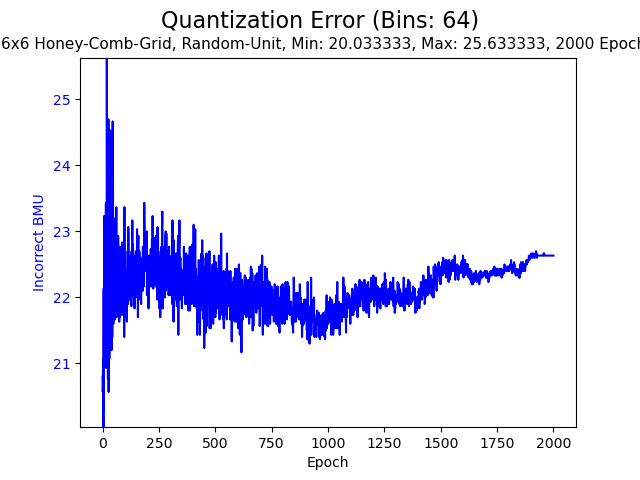 Quantization Error (Bins: 64)
6x6 Honey-Comb-Grid, Random-Unit, Min: 20.033333, Max: 25.633333, 2000 Epoch
25
24
23
22
21
Incorrect BMU
0 250 500 750 1000 1250 1500 1750 2000
Epoch